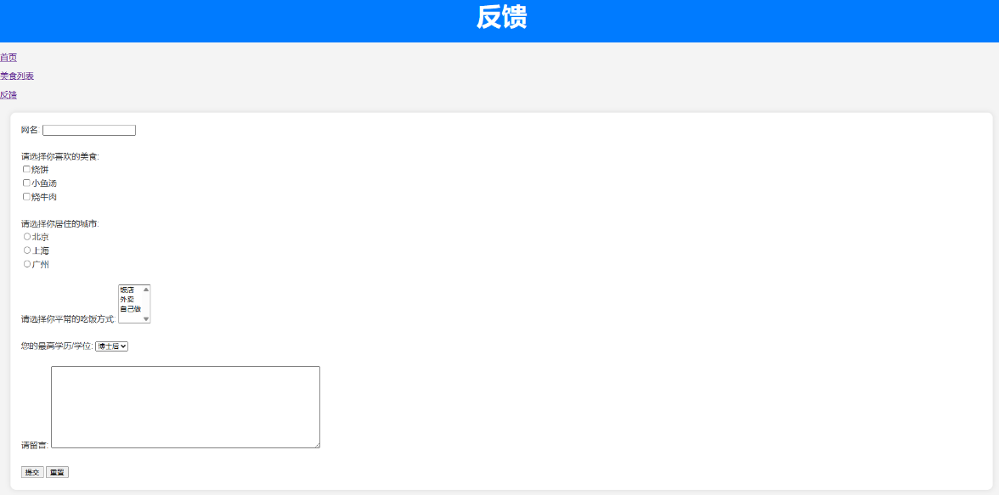 反馈
首页
美食列表
反馈
网名:
请选择你喜欢的美食:
烧饼
小鱼汤
烧牛肉
请选择你居住的城市:
北京
上海
广州
饭店
外卖
自己做
请选择你平常的吃饭方式:
您的最高学历/学位: 博士后
请留言:
提交 重置